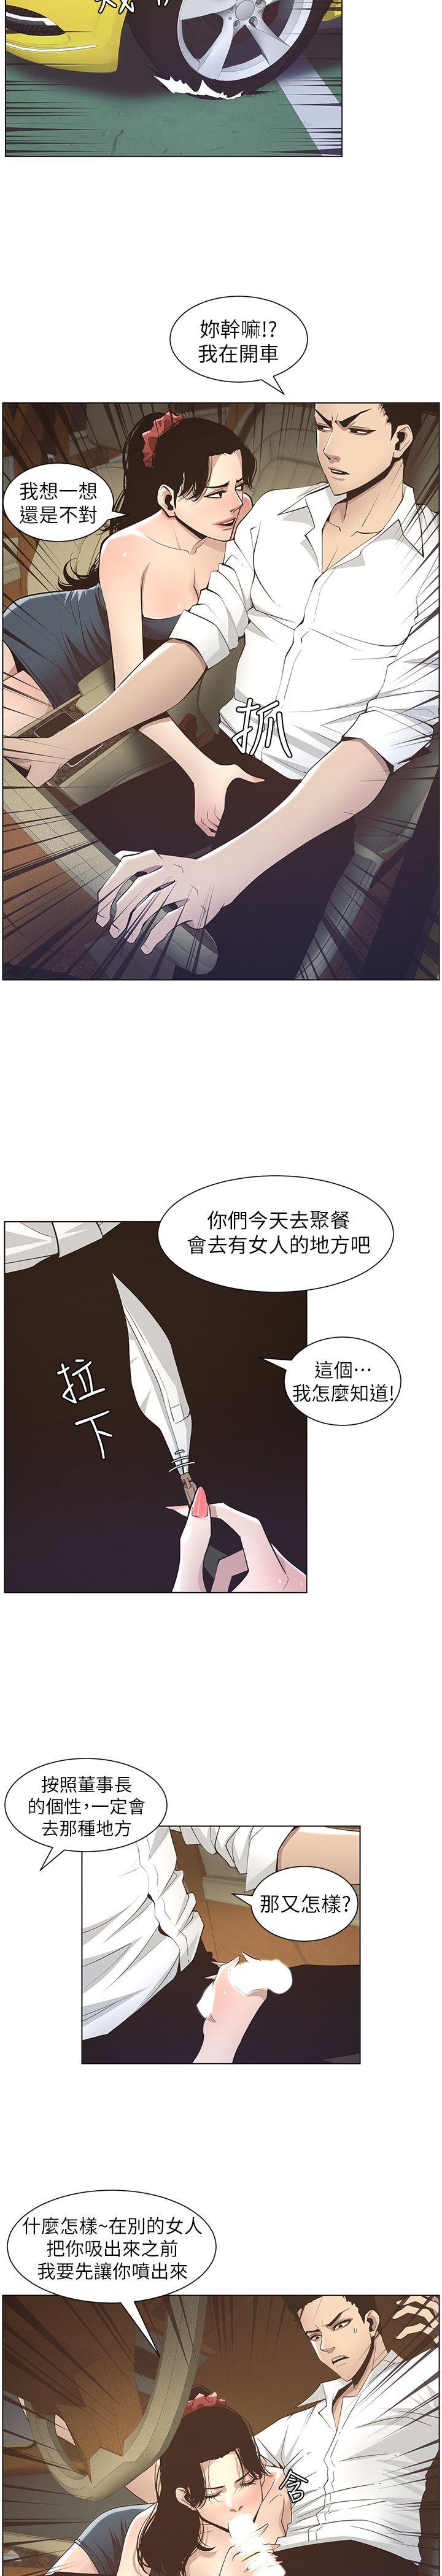 妳幹嘛!?
我在開車
我想一想
還是不對
抓
你們今天去聚餐
會去有女人的地方吧
這個…
我怎麼知道!
拉
下
按照董事長
的個性,一定會
去那種地方
那又怎樣?
什麼怎樣~在別的女人
把你吸出來之前
我要先讓你噴出來
含